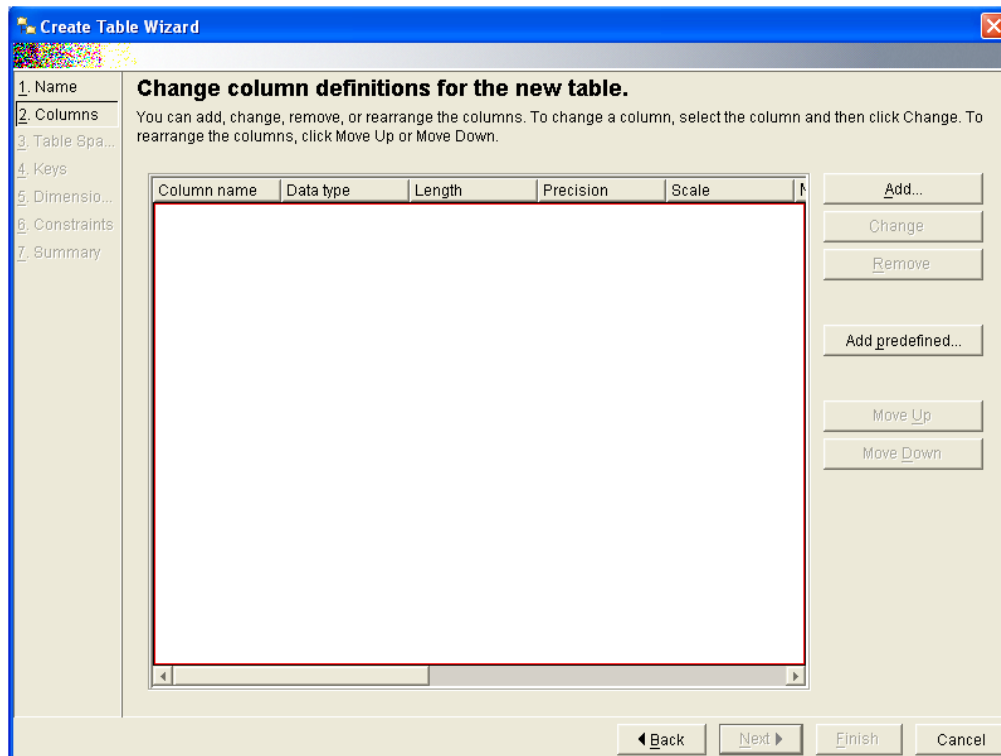 Create Table Wizard
1. Name
2. Columns
3. Table Spa...
4. Keys
5. Dimensio...
6. Constraints
7. Summary
Change column definitions for the new table.
You can add, change, remove, or rearrange the columns. To change a column, select the column and then click Change. To
rearrange the columns, click Move Up or Move Down.
Column name Data type Length Precision Scale
Add...
Change
Remove
Add predefined...
Move Up
Move Down
Back Next Finish Cancel